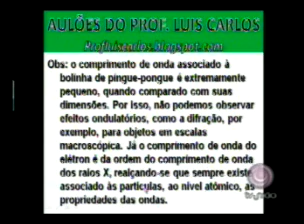 AULÕES DO PROF. LUIS CARLOS
Profluiscarlos.blogspot.com
Obs: o comprimento de onda associado à
bolinha de pingue-pongue é extremamente
pequeno, quando comparado com suas
dimensões. Por isso, não podemos observar
efeitos ondulatórios, como a difração, por
exemplo, para objetos em escalas
macroscópica. Já o comprimento de onda do
elétron é da ordem do comprimento de onda
dos raios X, realçando-se que sempre existe
associado às partículas, ao nível atômico, as
propriedades das ondas.